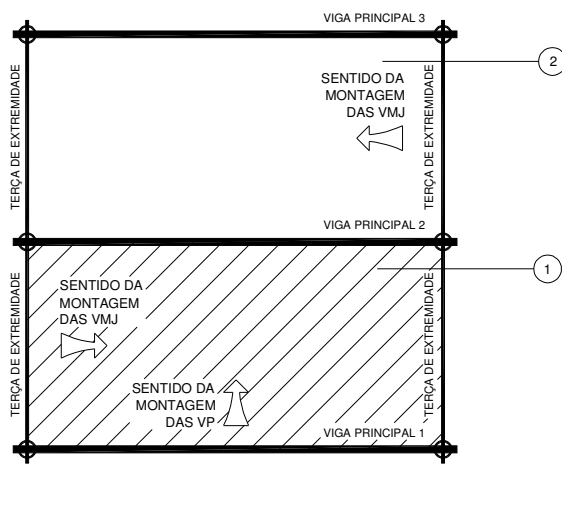 VIGA PRINCIPAL 3
2
TERÇA DE EXTREMIDADE
SENTIDO DA
MONTAGEM
DAS VMJ
TERÇA DE EXTREMIDADE
VIGA PRINCIPAL 2
1
TERÇA DE EXTREMIDADE
SENTIDO DA
MONTAGEM
DAS VMJ
TERÇA DE EXTREMIDADE
SENTIDO DA
MONTAGEM
DAS VP
VIGA PRINCIPAL 1